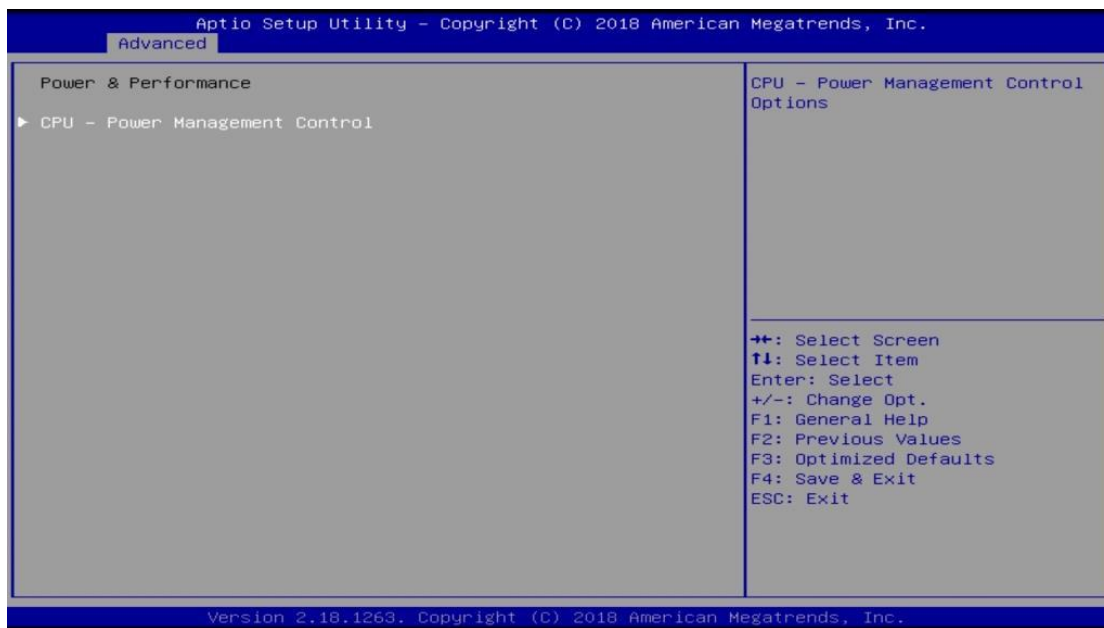 Aptio Setup Utility – Copyright (C) 2018 American Megatrends, Inc.
Advanced
Power & Performance
▶ CPU – Power Management Control
CPU – Power Management Control
Options
→←: Select Screen
↑↓: Select Item
Enter: Select
+/-: Change Opt.
F1: General Help
F2: Previous Values
F3: Optimized Defaults
F4: Save & Exit
ESC: Exit
Version 2.18.1263. Copyright (C) 2018 American Megatrends, Inc.